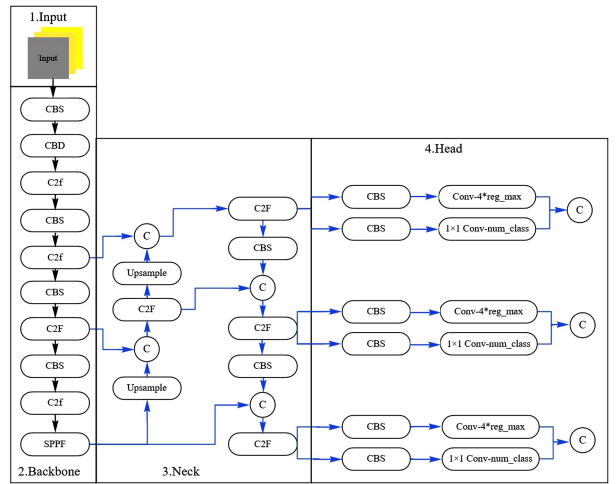 1.Input
Input
CBS
CBD
C2f
CBS
C2f
CBS
C2F
CBS
C2f
SPPF
2.Backbone
C
Upsample
C2F
C
Upsample
C2F
CBS
C
C2F
CBS
C
C2F
3.Neck
4.Head
CBS
Conv-4*reg_max
CBS
1×1 Conv-num_class
C
CBS
Conv-4*reg_max
CBS
1×1 Conv-num_class
C
CBS
Conv-4*reg_max
CBS
1×1 Conv-num_class
C